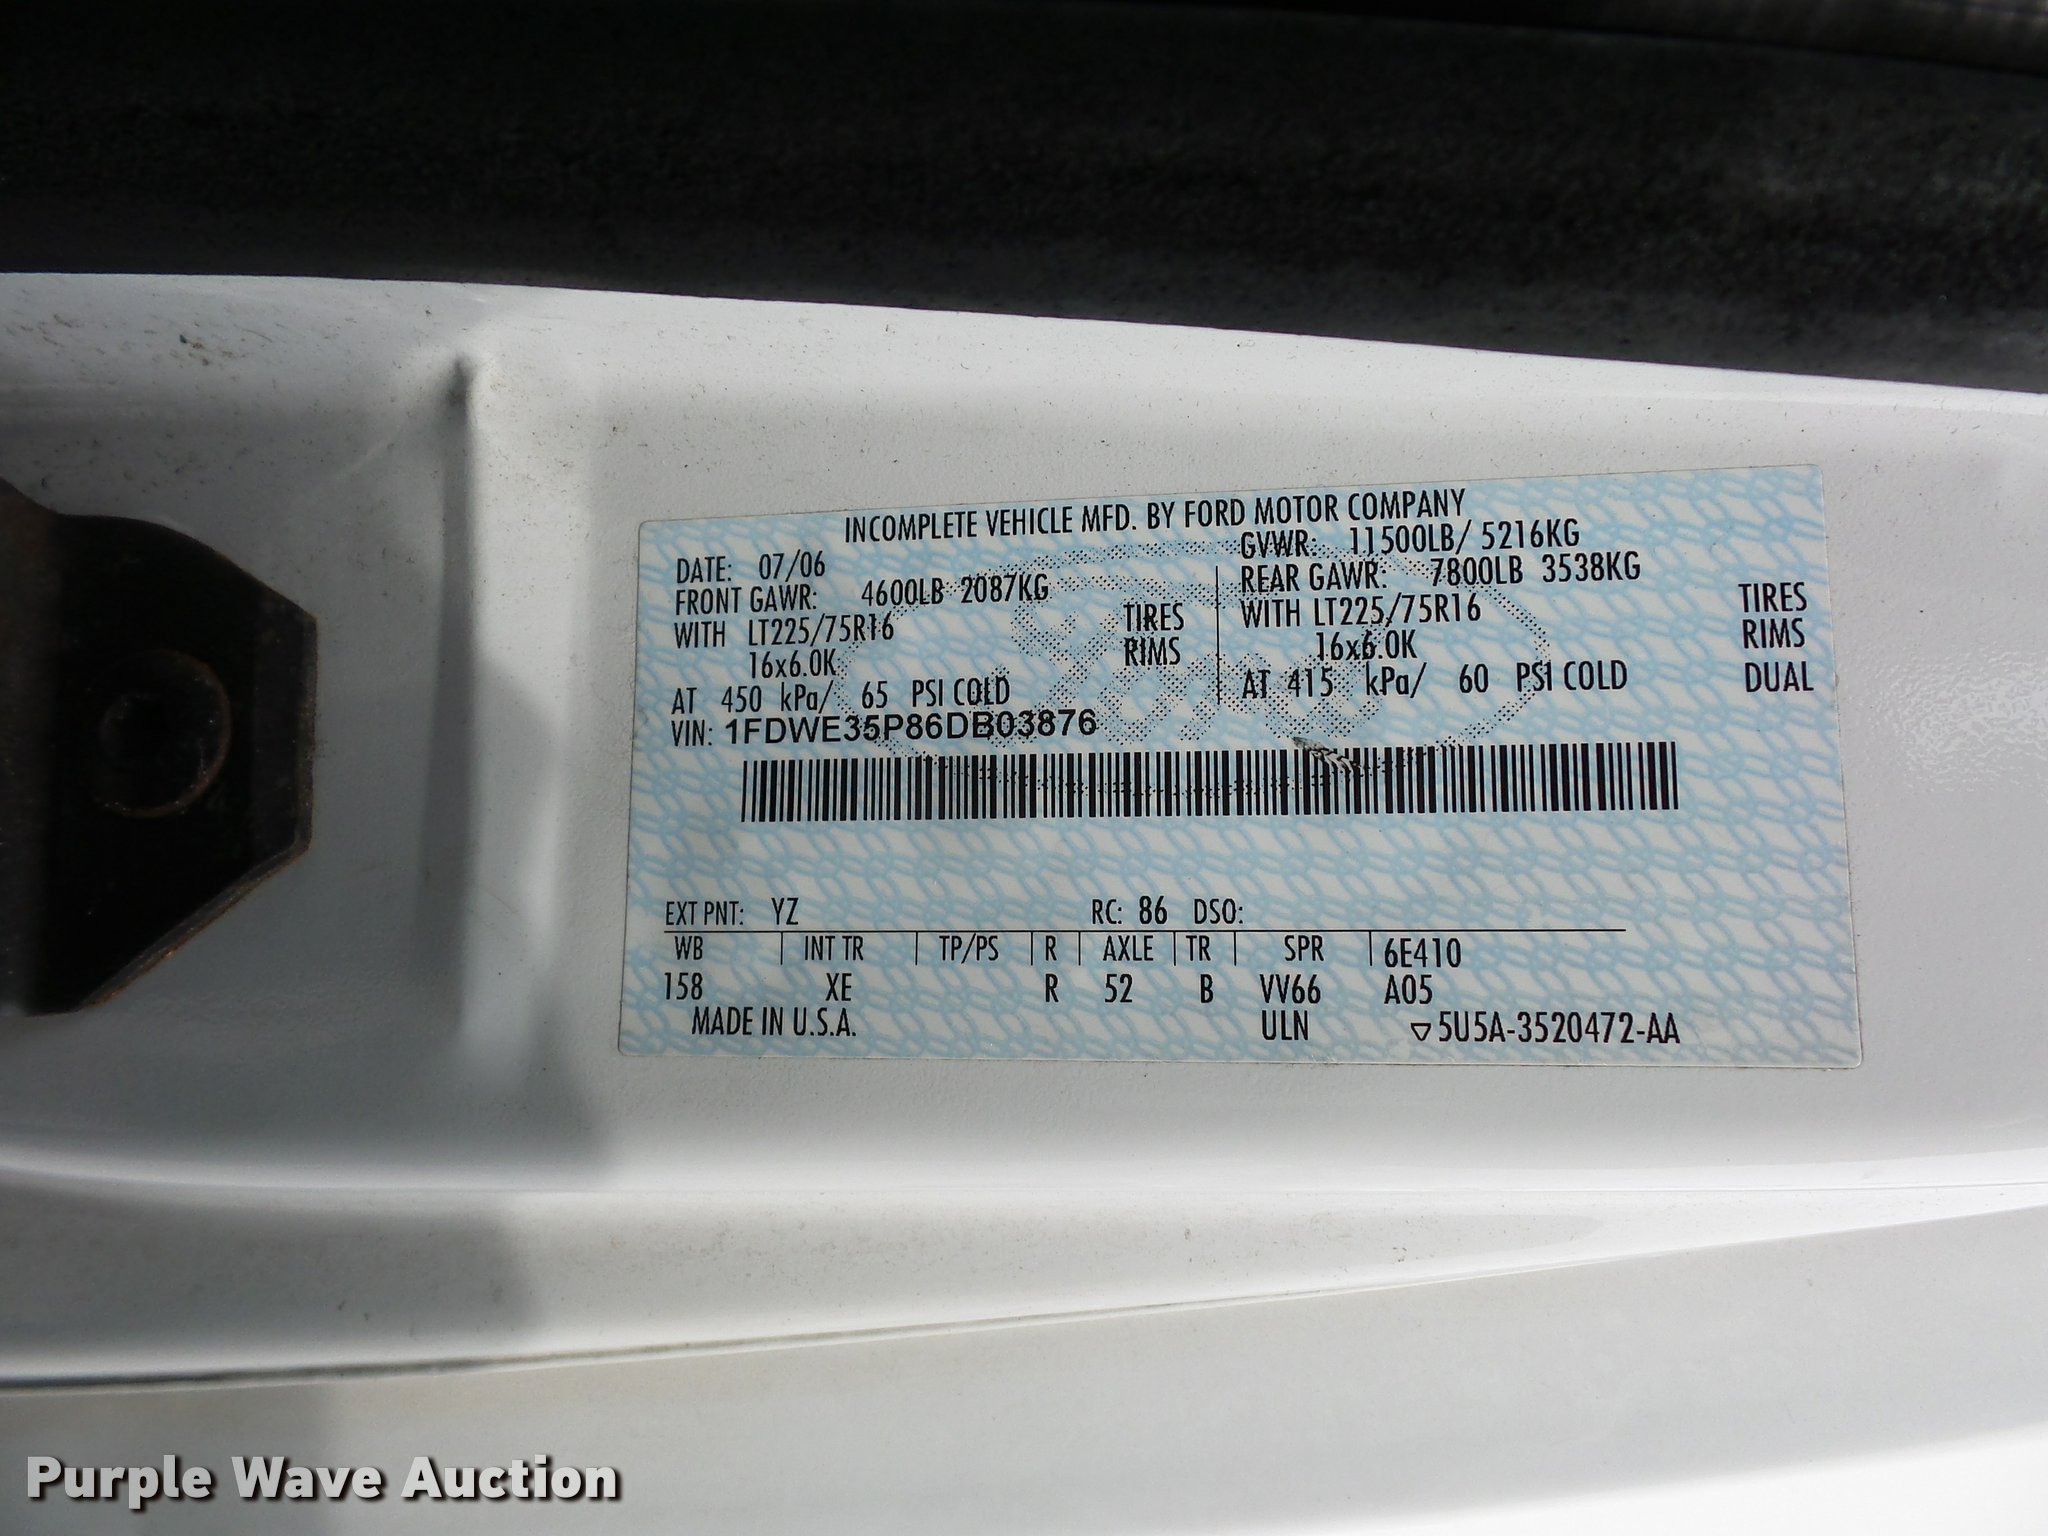 INCOMPLETE VEHICLE MFD. BY FORD MOTOR COMPANY
DATE: 07/06 GVWR: 11500LB/ 5216KG
FRONT GAWR: 4600LB 2087KG REAR GAWR: 7800LB 3538KG
WITH LT225/75R16 TIRES WITH LT225/75R16 TIRES
16x6.0K RIMS 16x6.0K RIMS
AT 450 kPa/ 65 PSI COLD AT 415 kPa/ 60 PSI COLD DUAL
VIN: 1FDWE35P86DB03876
EXT PNT: YZ RC: 86 DSO:
WB INT TR TP/PS R AXLE TR SPR 6E410
158 XE R 52 B VV66 A05
MADE IN U.S.A. ULN ▽5U5A-3520472-AA
Purple Wave Auction